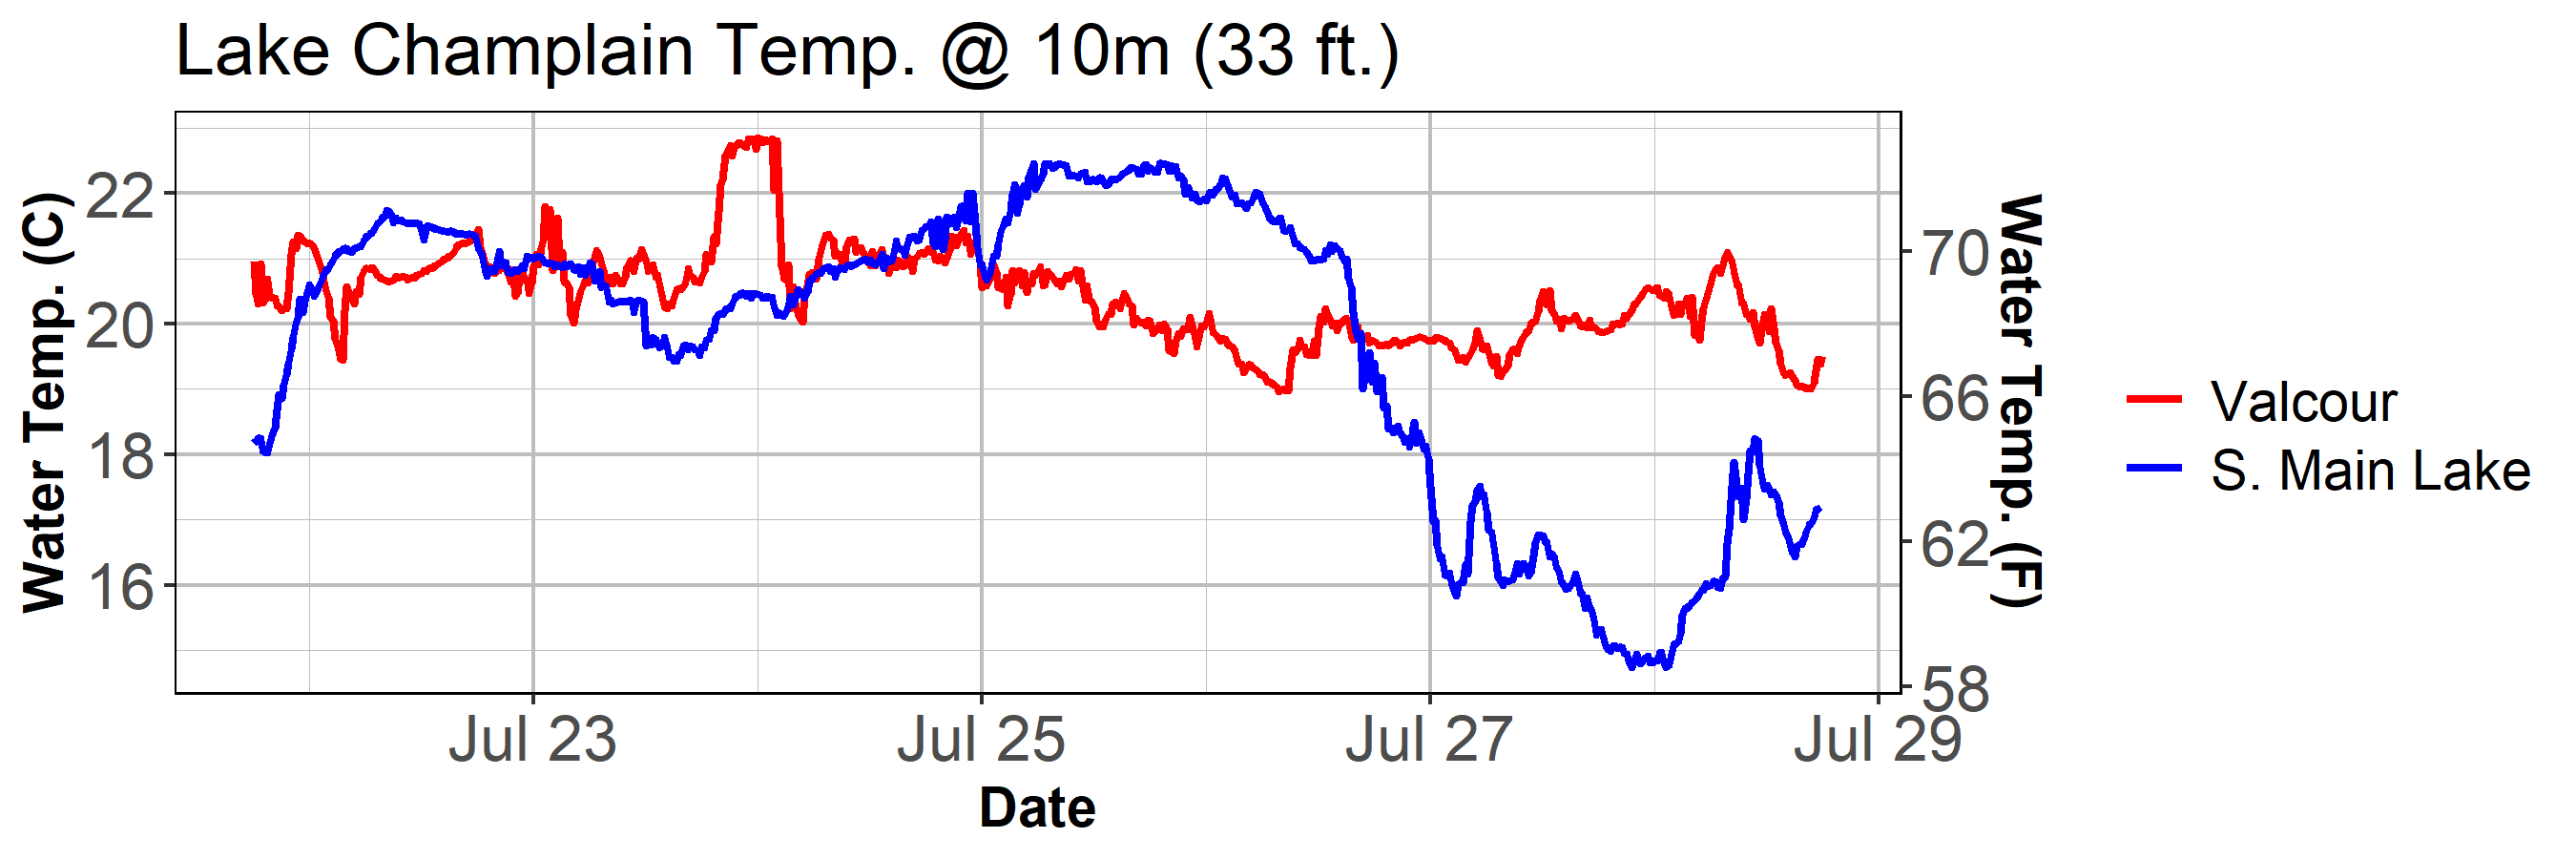 Lake Champlain Temp. @ 10m (33 ft.)
Water Temp. (C)
22
20
18
16
70
66
62
58
Water Temp. (F)
Jul 23
Jul 25
Jul 27
Jul 29
Date
Valcour
S. Main Lake